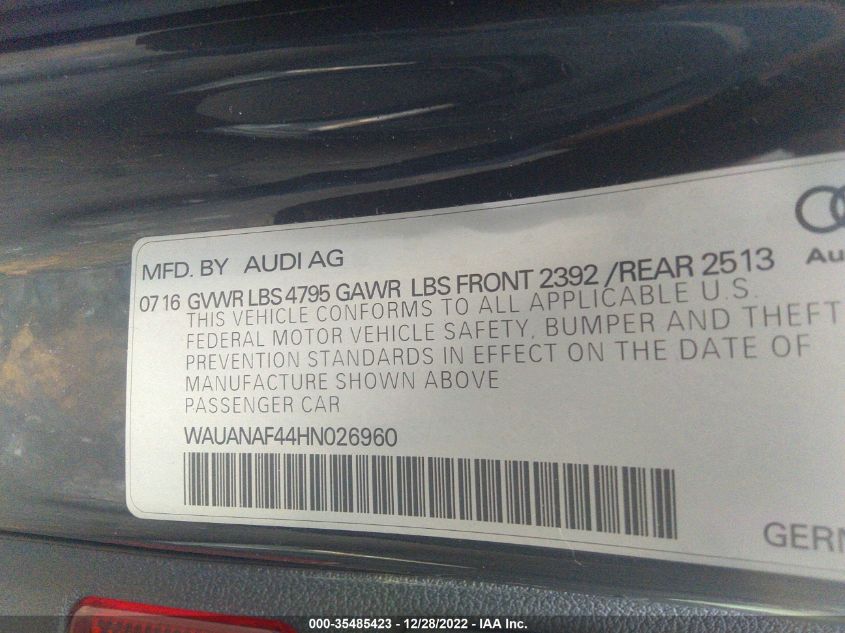 MFD. BY AUDI AG
07 16 GVWR LBS 4795 GAWR LBS FRONT 2392 /REAR 2513
THIS VEHICLE CONFORMS TO ALL APPLICABLE U.S.
FEDERAL MOTOR VEHICLE SAFETY, BUMPER AND THEFT
PREVENTION STANDARDS IN EFFECT ON THE DATE OF
MANUFACTURE SHOWN ABOVE
PASSENGER CAR
WAUANAF44HN026960
000-35485423 - 12/28/2022 - IAA Inc.